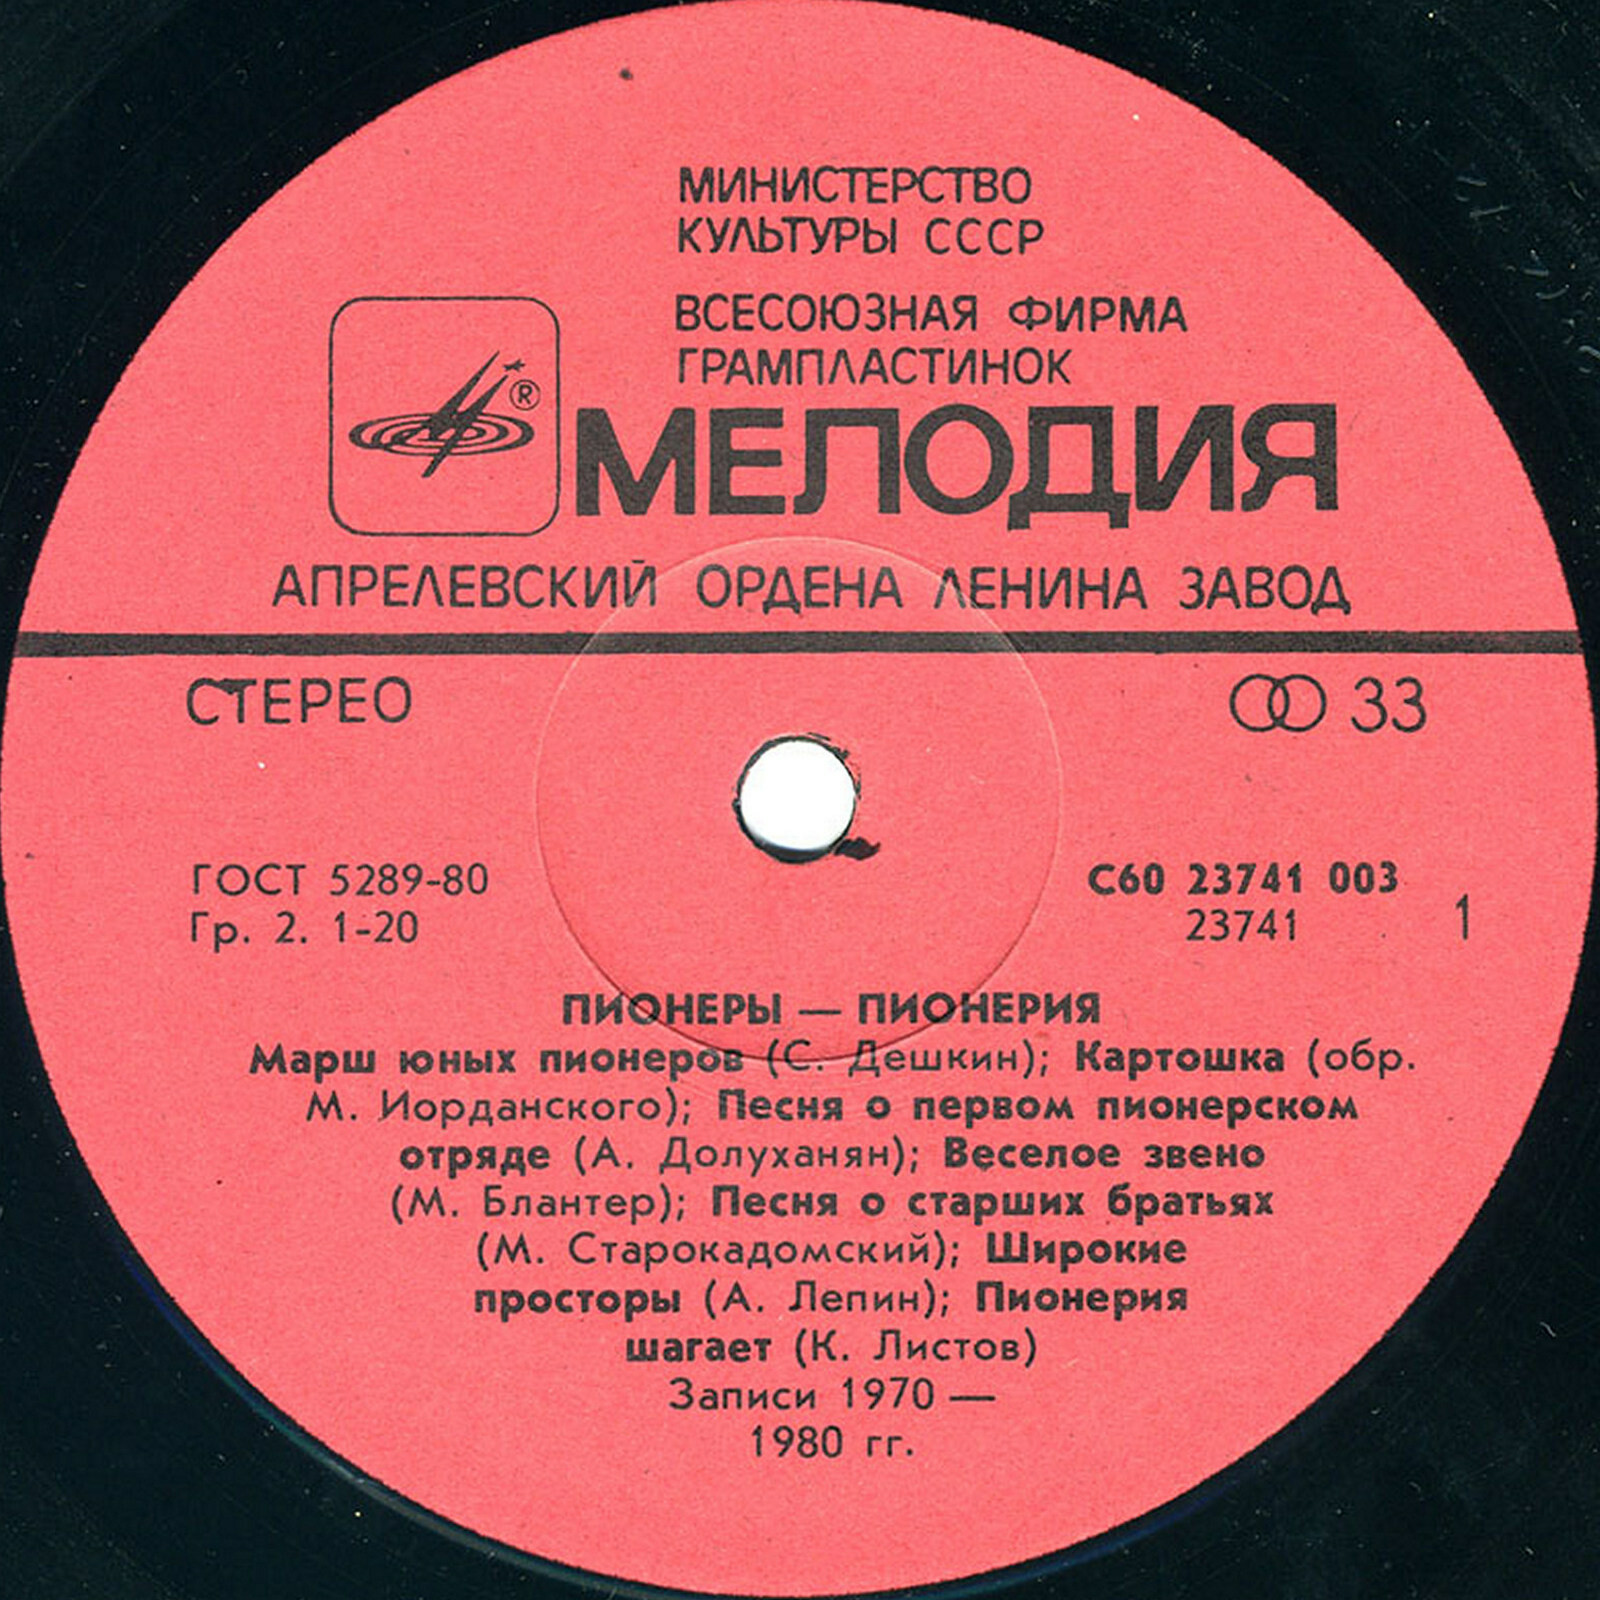 МИНИСТЕРСТВО
КУЛЬТУРЫ СССР
ВСЕСОЮЗНАЯ ФИРМА
ГРАМПЛАСТИНОК
®
МЕЛОДИЯ
АПРЕЛЕВСКИЙ ОРДЕНА ЛЕНИНА ЗАВОД
СТЕРЕО
33
ГОСТ 5289-80
Гр. 2. 1-20
С60 23741 003
23741
1
ПИОНЕРЫ — ПИОНЕРИЯ
Марш юных пионеров (С. Дешкин); Картошка (обр.
М. Иорданского); Песня о первом пионерском
отряде (А. Долуханян); Веселое звено
(М. Блантер); Песня о старших братьях
(М. Старокадомский); Широкие
просторы (А. Лепин); Пионерия
шагает (К. Листов)
Записи 1970 —
1980 гг.